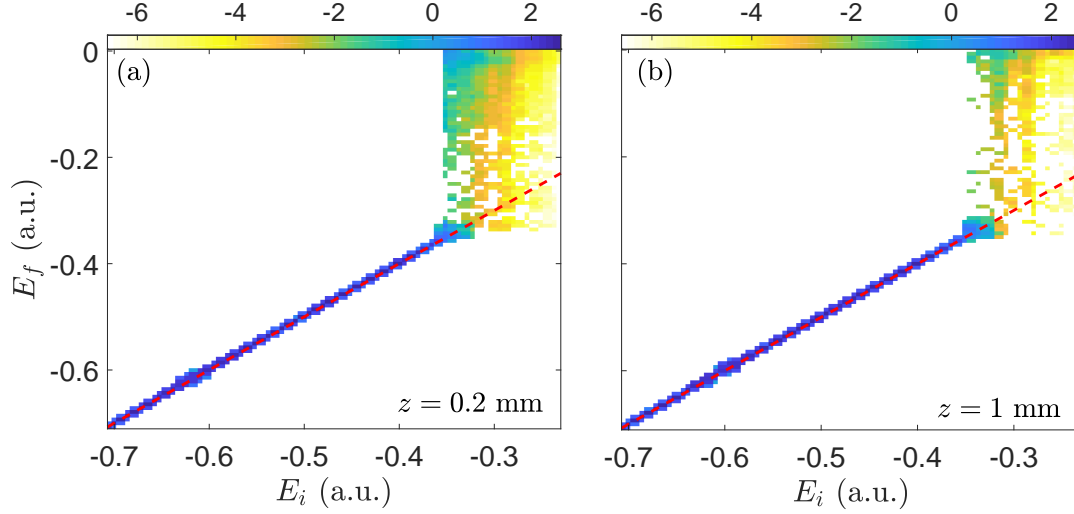 -6 -4 -2 0 2
-6 -4 -2 0 2
(a)
(b)
0
-0.2
-0.4
-0.6
E_f (a.u.)
z = 0.2 mm
z = 1 mm
-0.7 -0.6 -0.5 -0.4 -0.3
-0.7 -0.6 -0.5 -0.4 -0.3
E_i (a.u.)
E_i (a.u.)